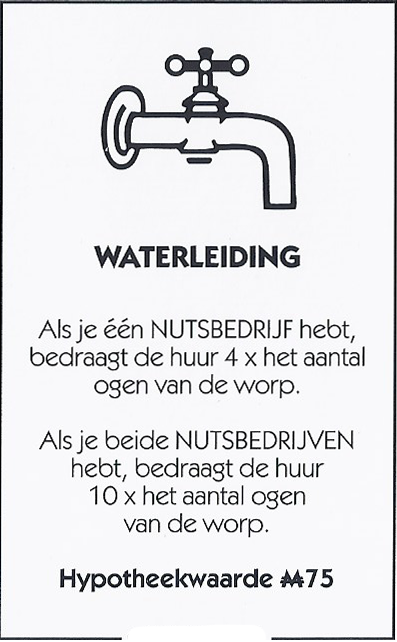 WATERLEIDING
Als je één NUTSBEDRIJF hebt,
bedraagt de huur 4 x het aantal
ogen van de worp.
Als je beide NUTSBEDRIJVEN
hebt, bedraagt de huur
10 x het aantal ogen
van de worp.
Hypotheekwaarde ₩75